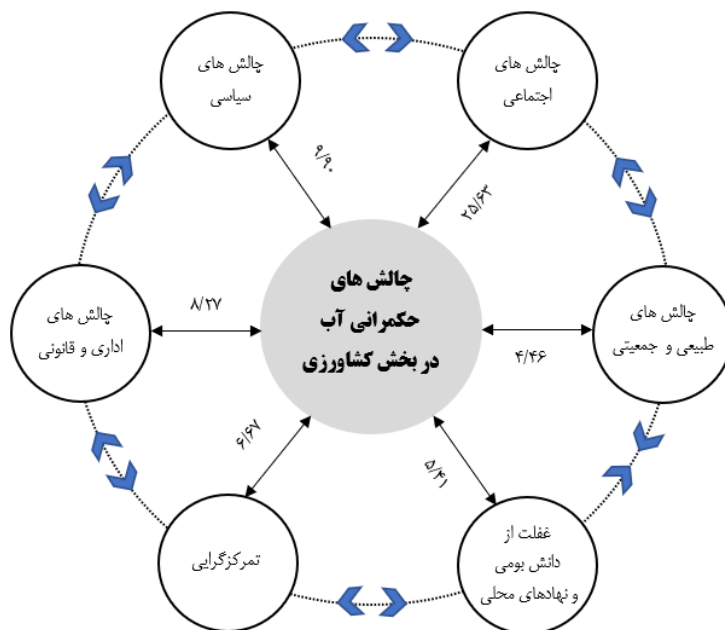 چالش های
اجتماعی
چالش های
سیاسی
۲۵/۶۳
۹/۹۰
چالش های
حکمرانی آب
در بخش کشاورزی
چالش های
طبیعی و جمعیتی
۴/۴۶
۸/۲۷
چالش های
اداری و قانونی
۵/۴۱
۶/۶۷
غفلت از
دانش بومی
و نهادهای محلی
تمرکزگرایی